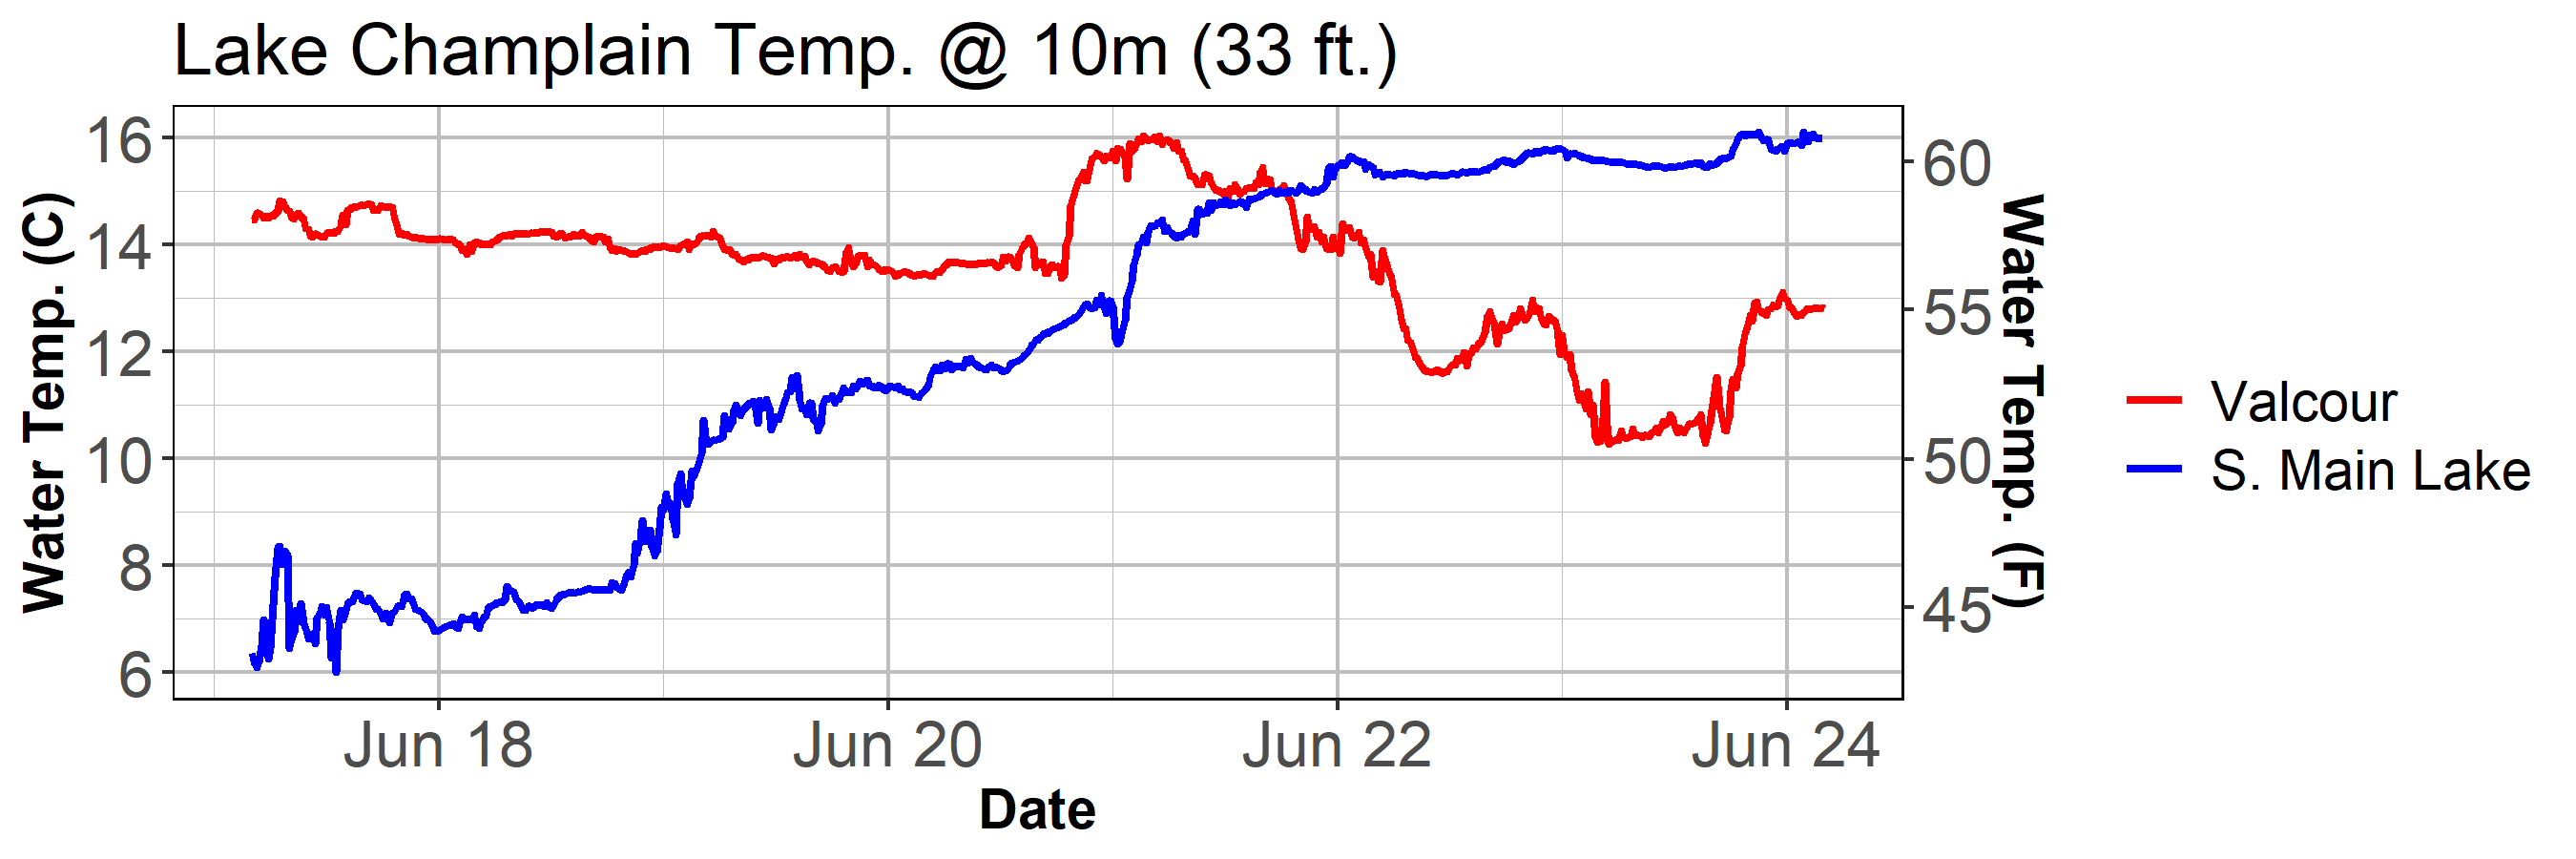 Lake Champlain Temp. @ 10m (33 ft.)
Water Temp. (C)
16
14
12
10
8
6
60
55
50
45
Water Temp. (F)
Jun 18
Jun 20
Jun 22
Jun 24
Date
Valcour
S. Main Lake